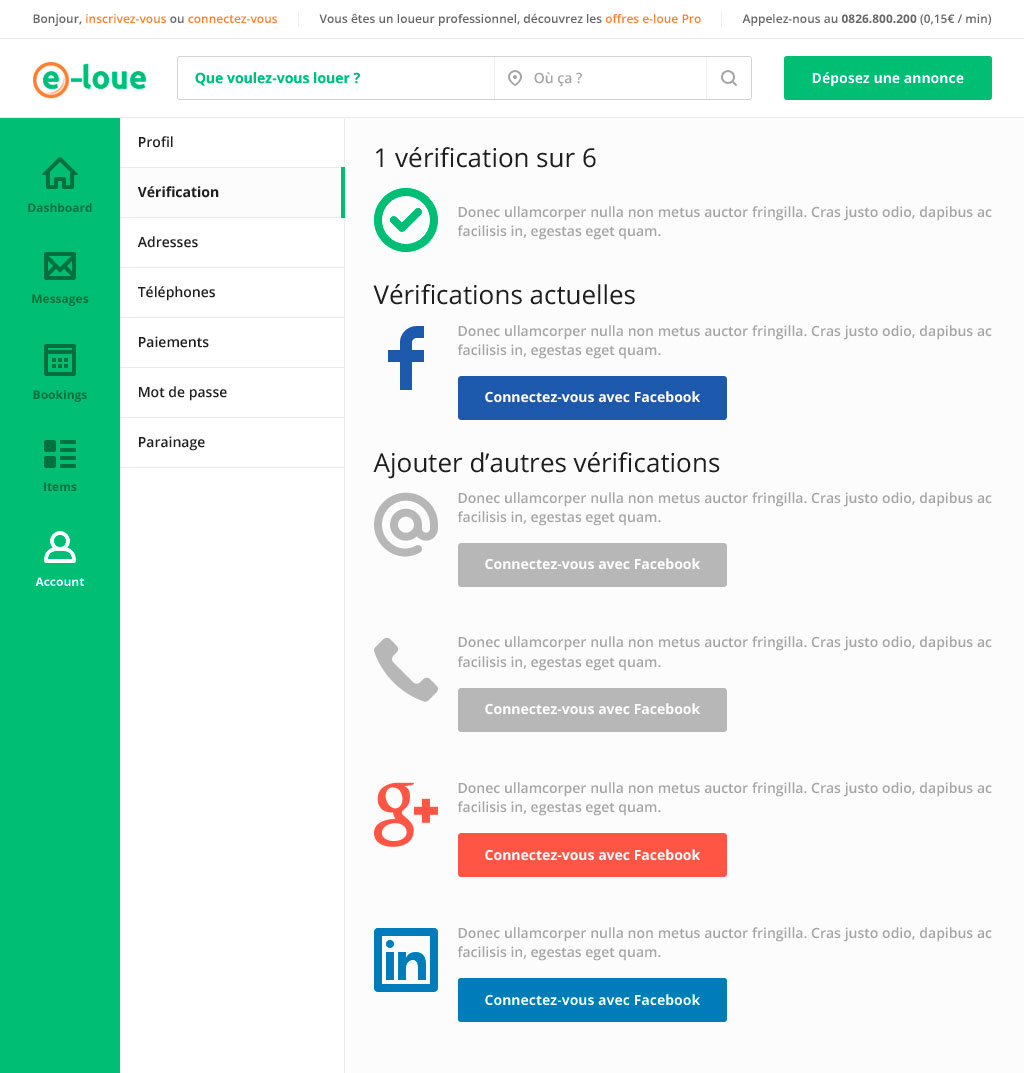 Bonjour, inscrivez-vous ou connectez-vous
Vous êtes un loueur professionnel, découvrez les offres e-loue Pro
Appelez-nous au 0826.800.200 (0,15€ / min)
e-loue
Que voulez-vous louer ?
Où ça ?
Déposez une annonce
Dashboard
Messages
Bookings
Items
Account
Profil
Vérification
Adresses
Téléphones
Paiements
Mot de passe
Parainage
1 vérification sur 6
Donec ullamcorper nulla non metus auctor fringilla. Cras justo odio, dapibus ac
facilisis in, egestas eget quam.
Vérifications actuelles
f
Donec ullamcorper nulla non metus auctor fringilla. Cras justo odio, dapibus ac
facilisis in, egestas eget quam.
Connectez-vous avec Facebook
Ajouter d’autres vérifications
@
Donec ullamcorper nulla non metus auctor fringilla. Cras justo odio, dapibus ac
facilisis in, egestas eget quam.
Connectez-vous avec Facebook
Donec ullamcorper nulla non metus auctor fringilla. Cras justo odio, dapibus ac
facilisis in, egestas eget quam.
Connectez-vous avec Facebook
g+
Donec ullamcorper nulla non metus auctor fringilla. Cras justo odio, dapibus ac
facilisis in, egestas eget quam.
Connectez-vous avec Facebook
in
Donec ullamcorper nulla non metus auctor fringilla. Cras justo odio, dapibus ac
facilisis in, egestas eget quam.
Connectez-vous avec Facebook